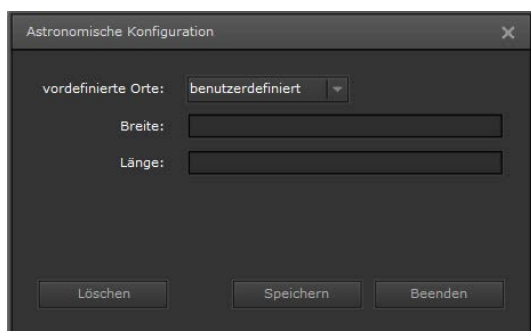 Astronomische Konfiguration
vordefinierte Orte: benutzerdefiniert
Breite:
Länge:
Löschen Speichern Beenden